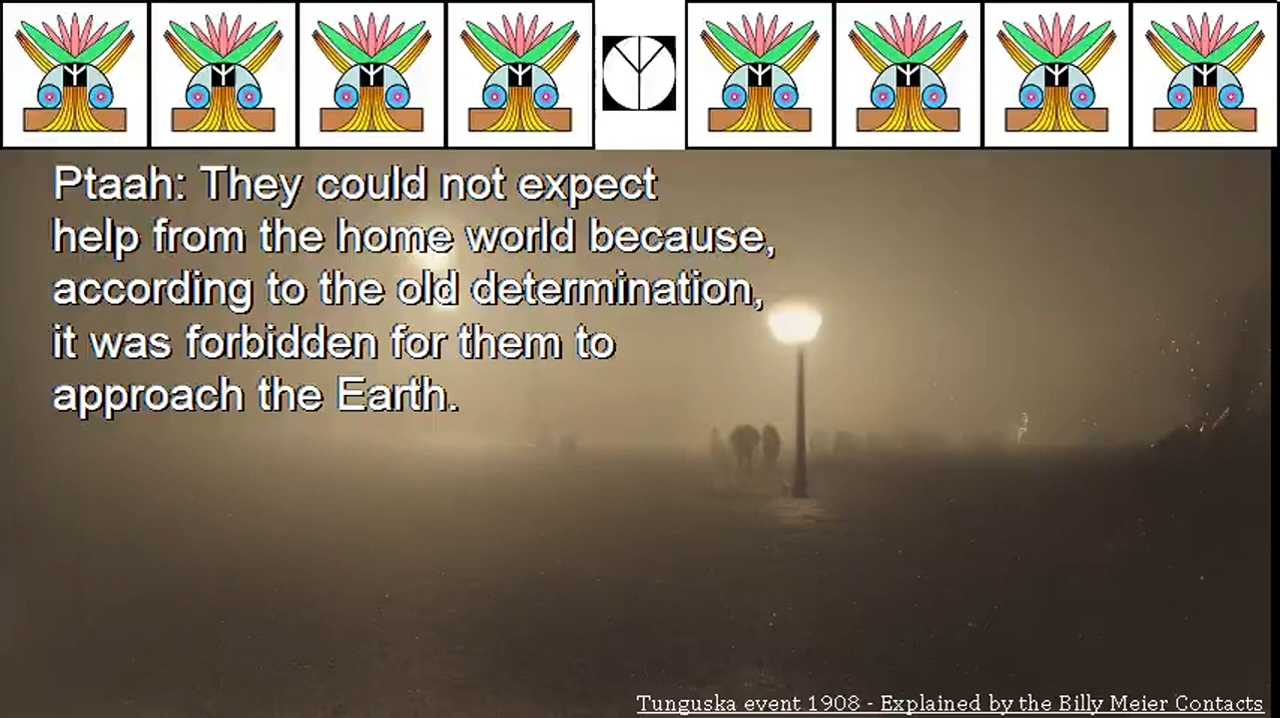 Ptaah: They could not expect
help from the home world because,
according to the old determination,
it was forbidden for them to
approach the Earth.
Tunguska event 1908 - Explained by the Billy Meier Contacts